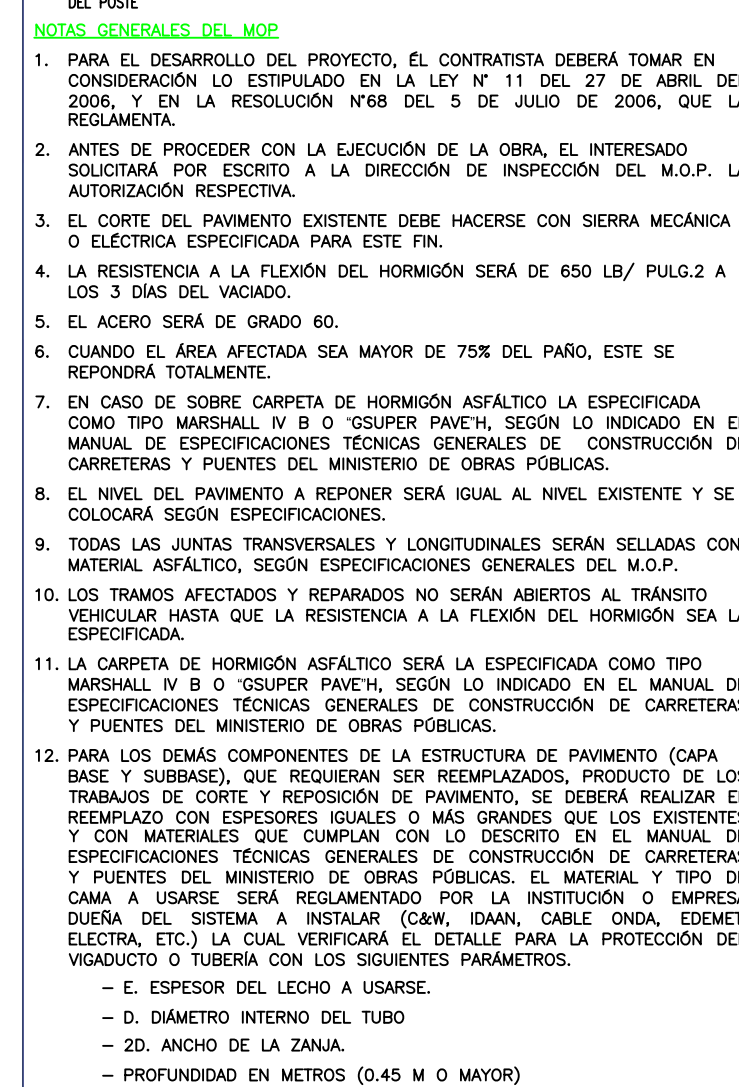 DEL POSTE
NOTAS GENERALES DEL MOP
1. PARA EL DESARROLLO DEL PROYECTO, ÉL CONTRATISTA DEBERÁ TOMAR EN
CONSIDERACIÓN LO ESTIPULADO EN LA LEY N° 11 DEL 27 DE ABRIL DEL
2006, Y EN LA RESOLUCIÓN N°68 DEL 5 DE JULIO DE 2006, QUE LA
REGLAMENTA.
2. ANTES DE PROCEDER CON LA EJECUCIÓN DE LA OBRA, EL INTERESADO
SOLICITARÁ POR ESCRITO A LA DIRECCIÓN DE INSPECCIÓN DEL M.O.P. LA
AUTORIZACIÓN RESPECTIVA.
3. EL CORTE DEL PAVIMENTO EXISTENTE DEBE HACERSE CON SIERRA MECÁNICA
O ELÉCTRICA ESPECIFICADA PARA ESTE FIN.
4. LA RESISTENCIA A LA FLEXIÓN DEL HORMIGÓN SERÁ DE 650 LB/ PULG.2 A
LOS 3 DÍAS DEL VACIADO.
5. EL ACERO SERÁ DE GRADO 60.
6. CUANDO EL ÁREA AFECTADA SEA MAYOR DE 75% DEL PAÑO, ESTE SE
REPONDRÁ TOTALMENTE.
7. EN CASO DE SOBRE CARPETA DE HORMIGÓN ASFÁLTICO LA ESPECIFICADA
COMO TIPO MARSHALL IV B O "GSUPER PAVE"H, SEGÚN LO INDICADO EN EL
MANUAL DE ESPECIFICACIONES TÉCNICAS GENERALES DE CONSTRUCCIÓN DE
CARRETERAS Y PUENTES DEL MINISTERIO DE OBRAS PÚBLICAS.
8. EL NIVEL DEL PAVIMENTO A REPONER SERÁ IGUAL AL NIVEL EXISTENTE Y SE
COLOCARÁ SEGÚN ESPECIFICACIONES.
9. TODAS LAS JUNTAS TRANSVERSALES Y LONGITUDINALES SERÁN SELLADAS CON
MATERIAL ASFÁLTICO, SEGÚN ESPECIFICACIONES GENERALES DEL M.O.P.
10. LOS TRAMOS AFECTADOS Y REPARADOS NO SERÁN ABIERTOS AL TRÁNSITO
VEHICULAR HASTA QUE LA RESISTENCIA A LA FLEXIÓN DEL HORMIGÓN SEA LA
ESPECIFICADA.
11. LA CARPETA DE HORMIGÓN ASFÁLTICO SERÁ LA ESPECIFICADA COMO TIPO
MARSHALL IV B O "GSUPER PAVE"H, SEGÚN LO INDICADO EN EL MANUAL DE
ESPECIFICACIONES TÉCNICAS GENERALES DE CONSTRUCCIÓN DE CARRETERAS
Y PUENTES DEL MINISTERIO DE OBRAS PÚBLICAS.
12. PARA LOS DEMÁS COMPONENTES DE LA ESTRUCTURA DE PAVIMENTO (CAPA
BASE Y SUBBASE), QUE REQUIERAN SER REEMPLAZADOS, PRODUCTO DE LOS
TRABAJOS DE CORTE Y REPOSICIÓN DE PAVIMENTO, SE DEBERÁ REALIZAR EL
REEMPLAZO CON ESPESORES IGUALES O MÁS GRANDES QUE LOS EXISTENTES
Y CON MATERIALES QUE CUMPLAN CON LO DESCRITO EN EL MANUAL DE
ESPECIFICACIONES TÉCNICAS GENERALES DE CONSTRUCCIÓN DE CARRETERAS
Y PUENTES DEL MINISTERIO DE OBRAS PÚBLICAS. EL MATERIAL Y TIPO DE
CAMA A USARSE SERÁ REGLAMENTADO POR LA INSTITUCIÓN O EMPRESA
DUEÑA DEL SISTEMA A INSTALAR (C&W, IDAAN, CABLE ONDA, EDEMET
ELECTRA, ETC.) LA CUAL VERIFICARÁ EL DETALLE PARA LA PROTECCIÓN DEL
VIGADUCTO O TUBERÍA CON LOS SIGUIENTES PARÁMETROS.
– E. ESPESOR DEL LECHO A USARSE.
– D. DIÁMETRO INTERNO DEL TUBO
– 2D. ANCHO DE LA ZANJA.
– PROFUNDIDAD EN METROS (0.45 M O MAYOR)